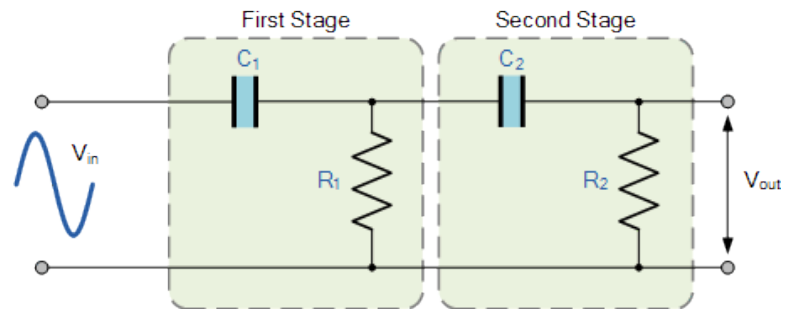 First Stage Second Stage
C₁ C₂
Vin
R₁ R₂
Vout